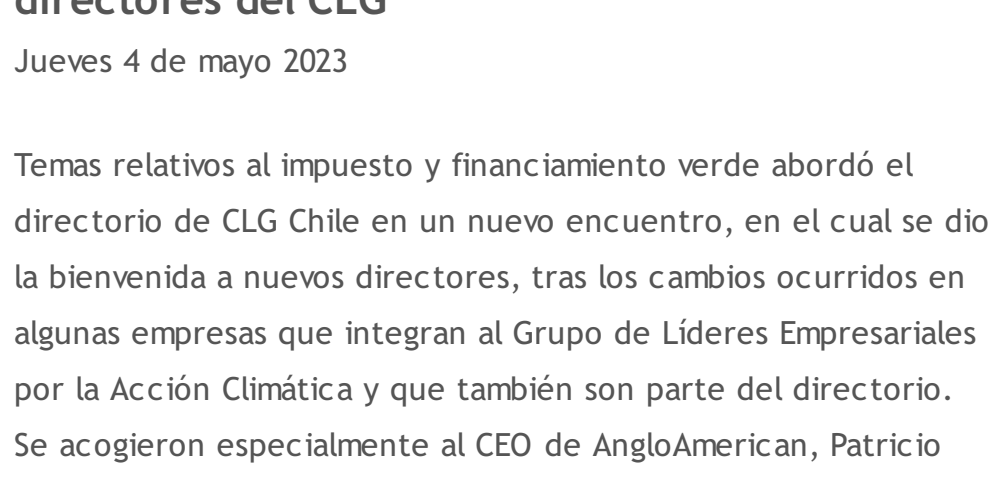 directores del CLG
Jueves 4 de mayo 2023
Temas relativos al impuesto y financiamiento verde abordó el
directorio de CLG Chile en un nuevo encuentro, en el cual se dio
la bienvenida a nuevos directores, tras los cambios ocurridos en
algunas empresas que integran al Grupo de Líderes Empresariales
por la Acción Climática y que también son parte del directorio.
Se acogieron especialmente al CEO de AngloAmerican, Patricio